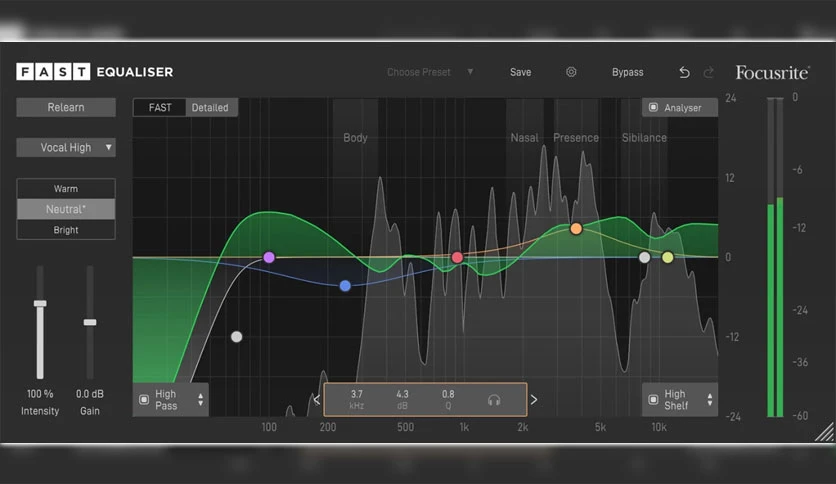 FAST EQUALISER
Choose Preset
Save
Bypass
Focusrite
Relearn
FAST
Detailed
Analyser
24
0
Vocal High
Body
Nasal
Presence
Sibilance
-6
12
Warm
Neutral*
Bright
-12
0
-24
-12
-36
100 %
0.0 dB
Intensity
Gain
High
Pass
3.7
kHz
4.3
dB
0.8
Q
High
Shelf
-24
-60
100
200
500
1k
2k
5k
10k